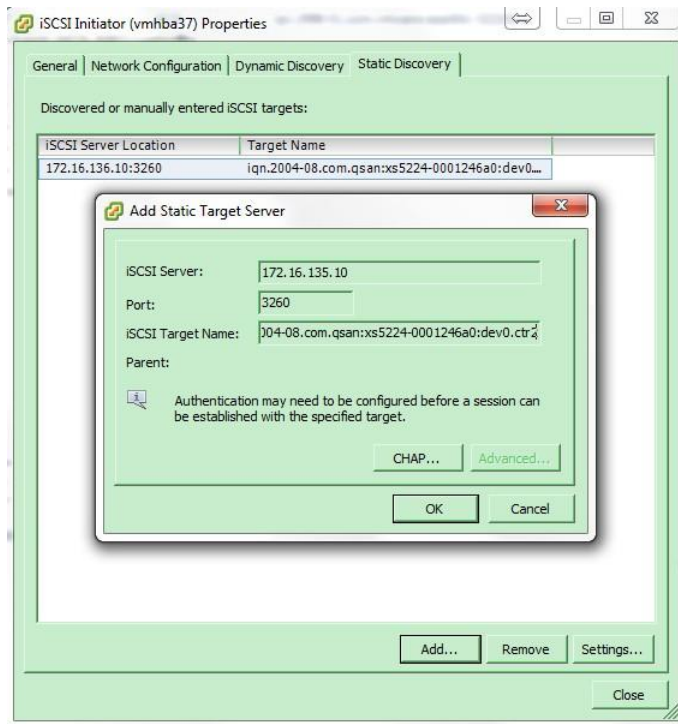 iSCSI Initiator (vmhba37) Properties
General Network Configuration Dynamic Discovery Static Discovery
Discovered or manually entered iSCSI targets:
iSCSI Server Location Target Name
172.16.136.10:3260 iqn.2004-08.com.qsan:xs5224-0001246a0:dev0....
Add Static Target Server
iSCSI Server: 172.16.135.10
Port: 3260
iSCSI Target Name: 004-08.com.qsan:xs5224-0001246a0:dev0.ctr2
Parent:
Authentication may need to be configured before a session can
be established with the specified target.
CHAP... Advanced...
OK Cancel
Add... Remove Settings...
Close